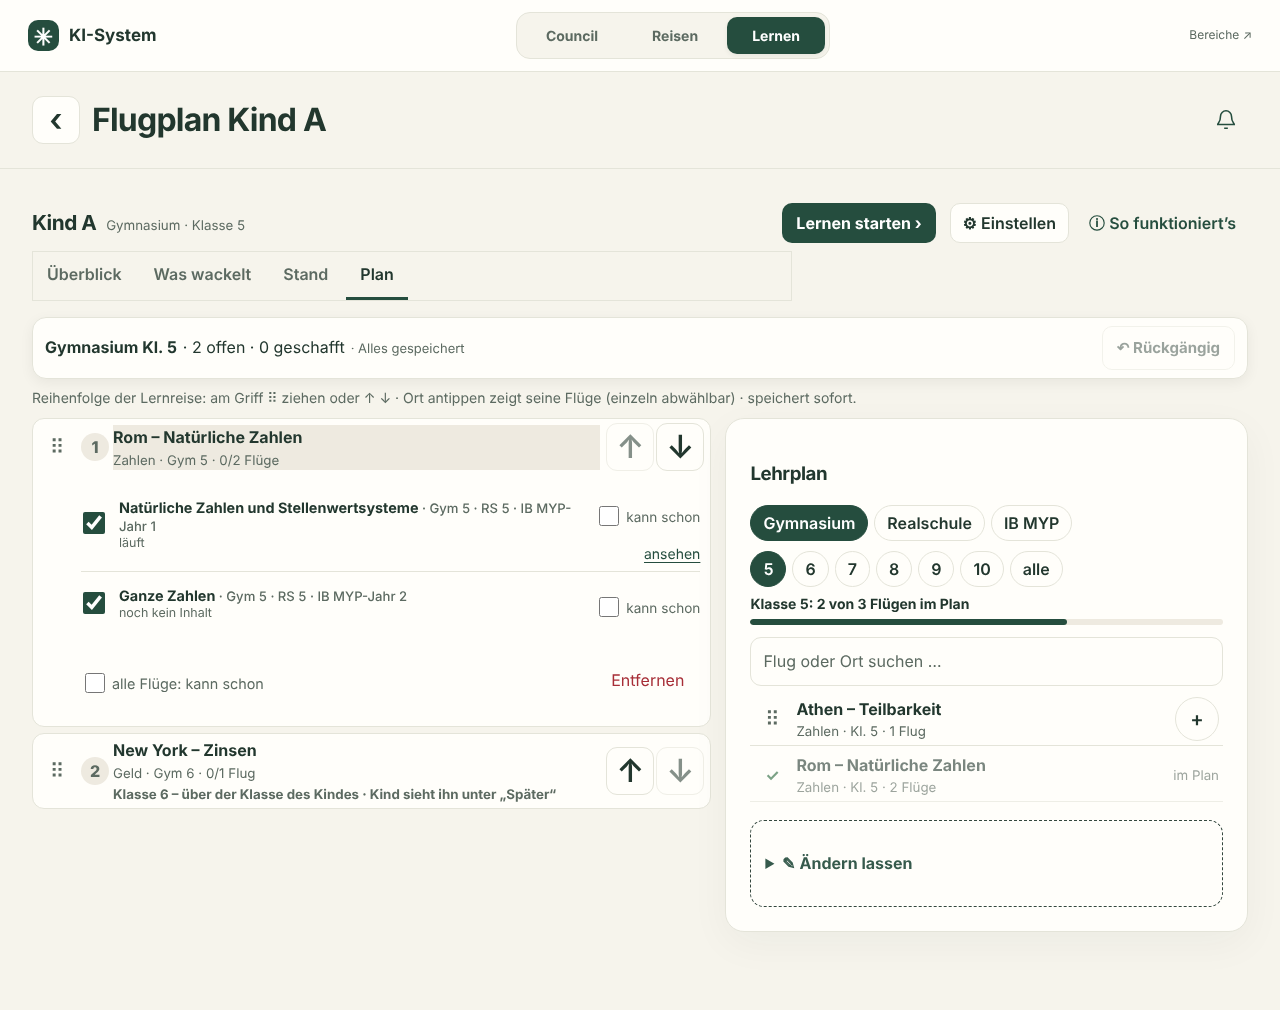 KI-System
Council
Reisen
Lernen
Bereiche ↗
‹
Flugplan Kind A
Kind A Gymnasium · Klasse 5
Lernen starten ›
⚙ Einstellen
ⓘ So funktioniert’s
Überblick
Was wackelt
Stand
Plan
Gymnasium Kl. 5 · 2 offen · 0 geschafft · Alles gespeichert
↶ Rückgängig
Reihenfolge der Lernreise: am Griff ⠿ ziehen oder ↑ ↓ · Ort antippen zeigt seine Flüge (einzeln abwählbar) · speichert sofort.
1
Rom – Natürliche Zahlen
Zahlen · Gym 5 · 0/2 Flüge
↑ ↓
Natürliche Zahlen und Stellenwertsysteme · Gym 5 · RS 5 · IB MYP-
Jahr 1
läuft
kann schon
ansehen
Ganze Zahlen · Gym 5 · RS 5 · IB MYP-Jahr 2
noch kein Inhalt
kann schon
alle Flüge: kann schon
Entfernen
2
New York – Zinsen
Geld · Gym 6 · 0/1 Flug
Klasse 6 – über der Klasse des Kindes · Kind sieht ihn unter „Später“
↑ ↓
Lehrplan
Gymnasium
Realschule
IB MYP
5
6
7
8
9
10
alle
Klasse 5: 2 von 3 Flügen im Plan
Flug oder Ort suchen …
Athen – Teilbarkeit
Zahlen · Kl. 5 · 1 Flug
+
✓
Rom – Natürliche Zahlen
Zahlen · Kl. 5 · 2 Flüge
im Plan
▶ ✎ Ändern lassen